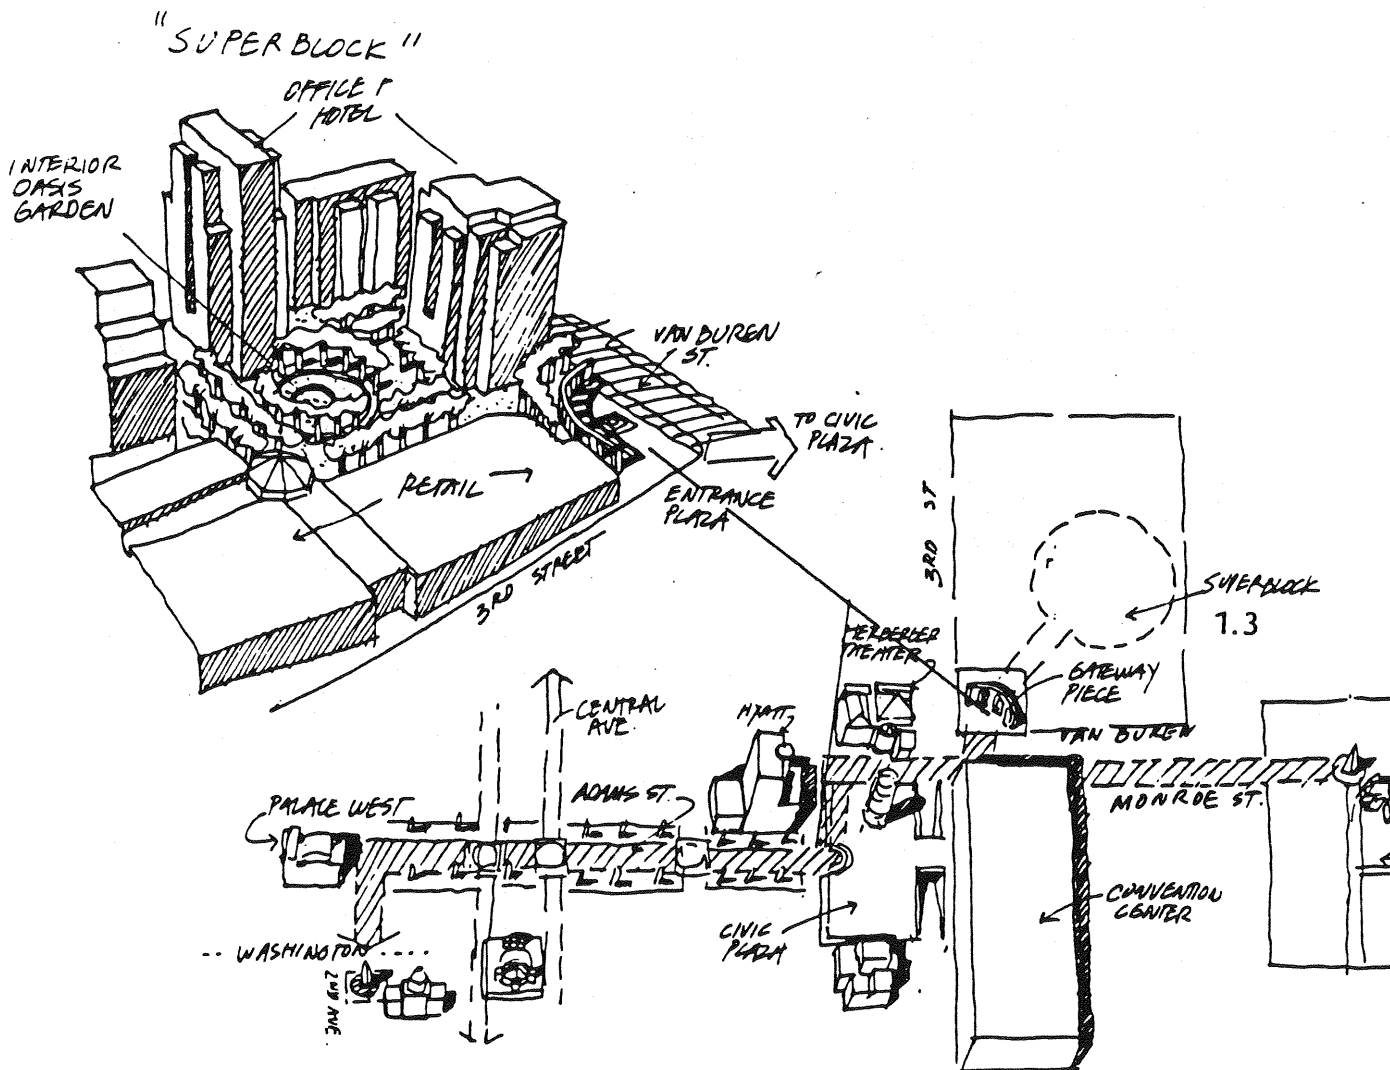 "SUPERBLOCK"
OFFICE &
HOTEL
INTERIOR
OASIS
GARDEN
VAN BUREN
ST.
TO CIVIC
PLAZA.
RETAIL
ENTRANCE
PLAZA
3RD STREET
3RD ST
SUPERBLOCK
1.3
HERBERGER
THEATER
GATEWAY
PIECE
VAN BUREN
CENTRAL
AVE.
HYATT
PALACE WEST
ADAMS ST.
MONROE ST.
CONVENTION
CENTER
CIVIC
PLAZA
WASHINGTON
2ND AVE.